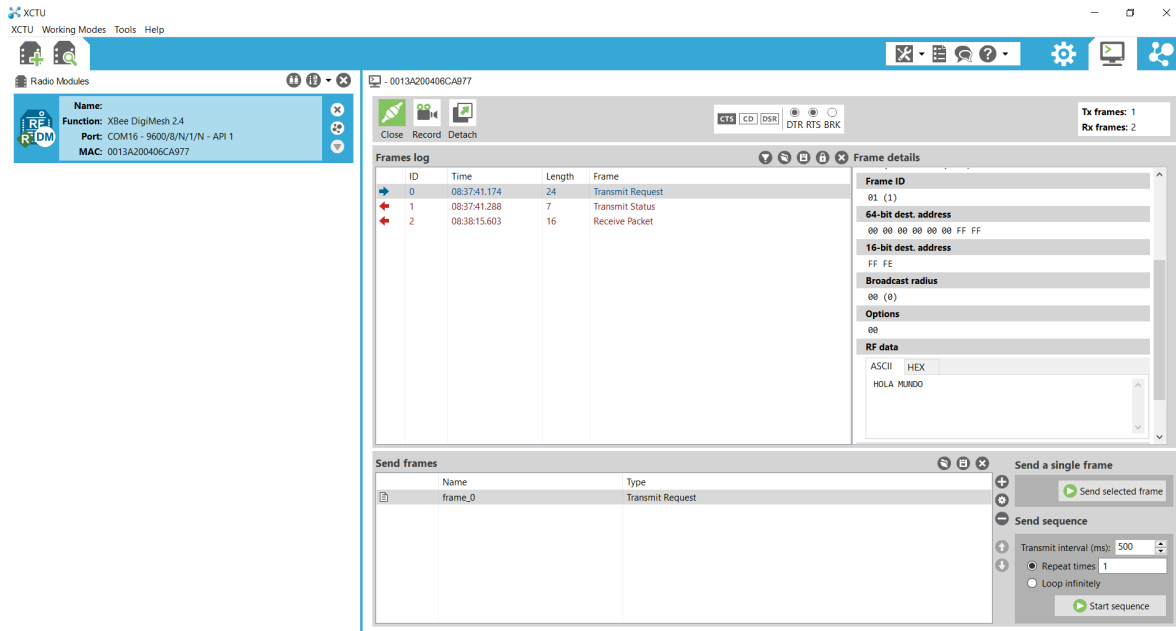 XCTU
XCTU Working Modes Tools Help
Radio Modules
- 0013A200406CA977
Name:
Function: XBee DigiMesh 2.4
Port: COM16 - 9600/8/N/1/N - API 1
MAC: 0013A200406CA977
RF
R DM
Close Record Detach
CTS CD DSR DTR RTS BRK
Tx frames: 1
Rx frames: 2
Frames log
ID Time Length Frame
0 08:37:41.174 24 Transmit Request
1 08:37:41.288 7 Transmit Status
2 08:38:15.603 16 Receive Packet
Frame details
Frame ID
01 (1)
64-bit dest. address
00 00 00 00 00 00 FF FF
16-bit dest. address
FF FE
Broadcast radius
00 (0)
Options
00
RF data
ASCII HEX
HOLA MUNDO
Send frames
Name Type
frame_0 Transmit Request
Send a single frame
Send selected frame
Send sequence
Transmit interval (ms): 500
Repeat times 1
Loop infinitely
Start sequence